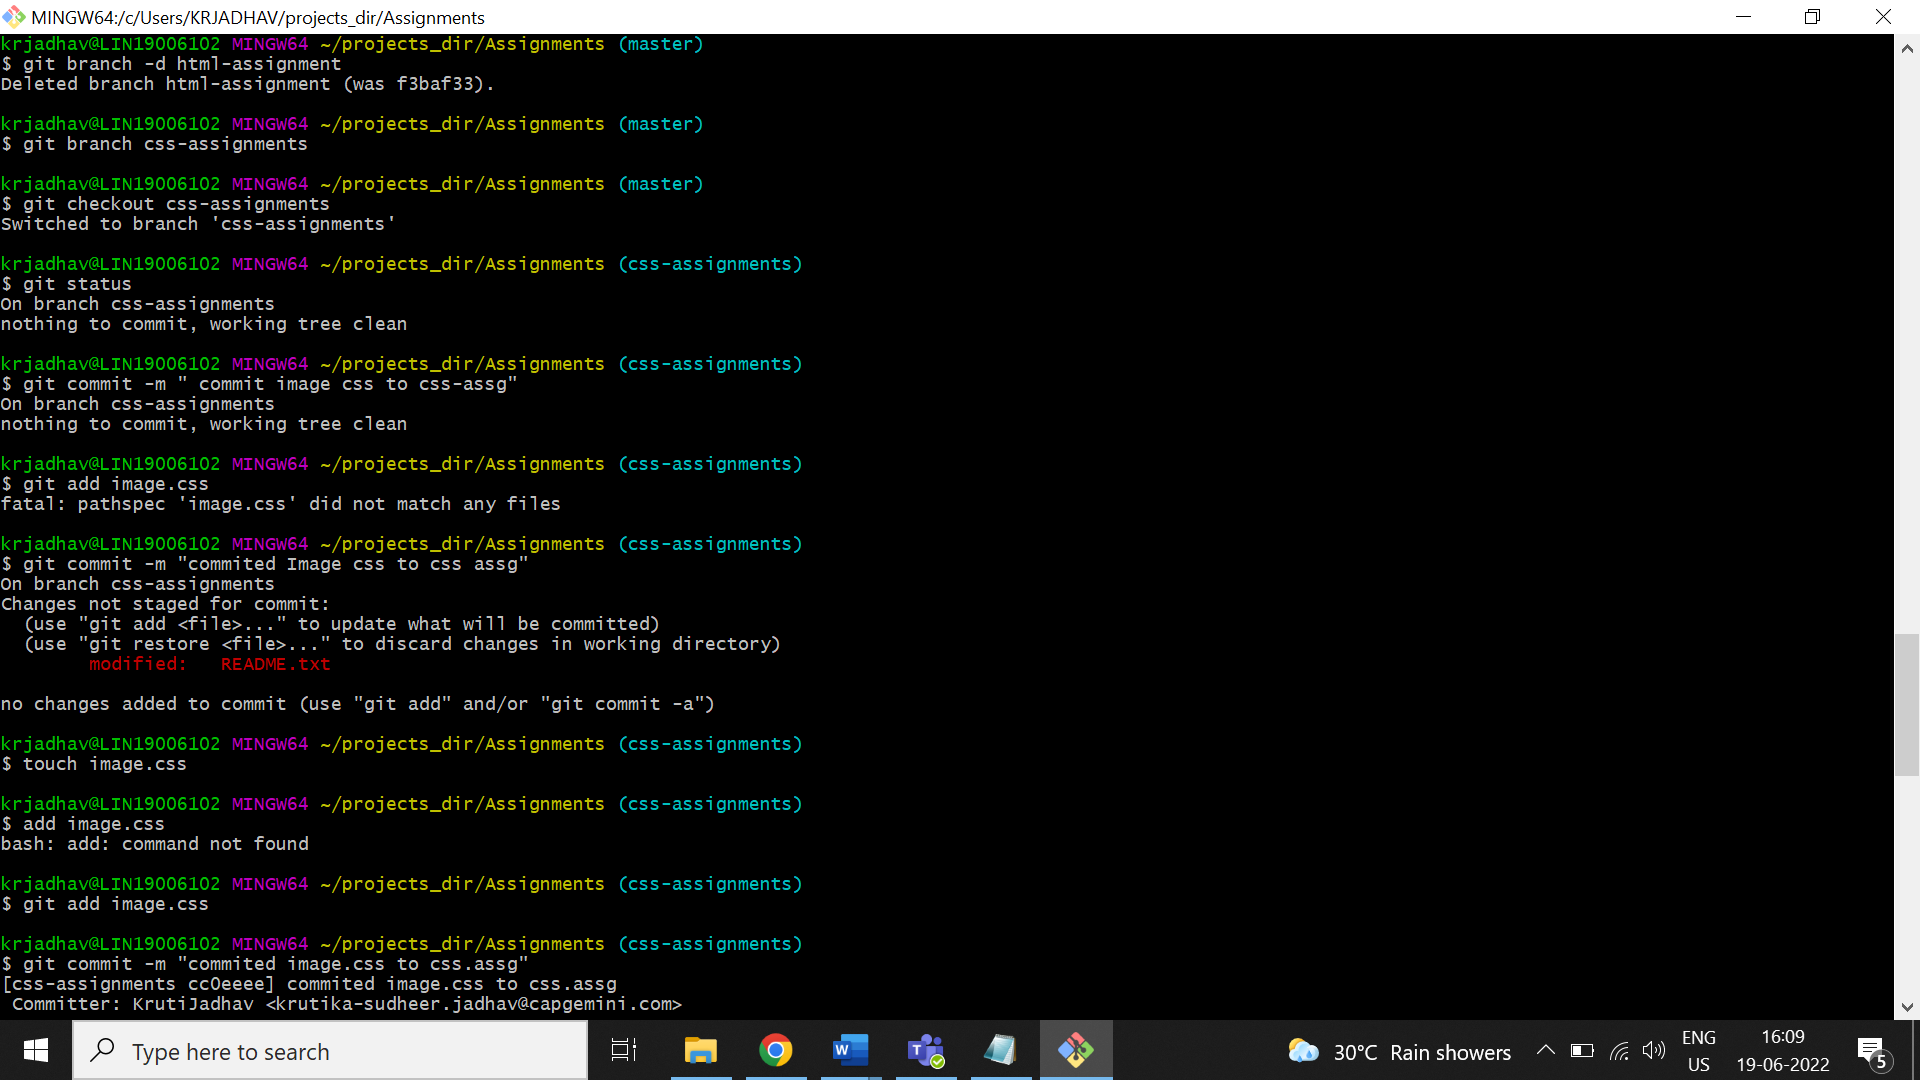 MINGW64:/c/Users/KRJADHAV/projects_dir/Assignments
krjadhav@LIN19006102 MINGW64 ~/projects_dir/Assignments (master)
$ git branch -d html-assignment
Deleted branch html-assignment (was f3baf33).
krjadhav@LIN19006102 MINGW64 ~/projects_dir/Assignments (master)
$ git branch css-assignments
krjadhav@LIN19006102 MINGW64 ~/projects_dir/Assignments (master)
$ git checkout css-assignments
Switched to branch 'css-assignments'
krjadhav@LIN19006102 MINGW64 ~/projects_dir/Assignments (css-assignments)
$ git status
On branch css-assignments
nothing to commit, working tree clean
krjadhav@LIN19006102 MINGW64 ~/projects_dir/Assignments (css-assignments)
$ git commit -m " commit image css to css-assg"
On branch css-assignments
nothing to commit, working tree clean
krjadhav@LIN19006102 MINGW64 ~/projects_dir/Assignments (css-assignments)
$ git add image.css
fatal: pathspec 'image.css' did not match any files
krjadhav@LIN19006102 MINGW64 ~/projects_dir/Assignments (css-assignments)
$ git commit -m "commited Image css to css assg"
On branch css-assignments
Changes not staged for commit:
  (use "git add <file>..." to update what will be committed)
  (use "git restore <file>..." to discard changes in working directory)
        modified:   README.txt
no changes added to commit (use "git add" and/or "git commit -a")
krjadhav@LIN19006102 MINGW64 ~/projects_dir/Assignments (css-assignments)
$ touch image.css
krjadhav@LIN19006102 MINGW64 ~/projects_dir/Assignments (css-assignments)
$ add image.css
bash: add: command not found
krjadhav@LIN19006102 MINGW64 ~/projects_dir/Assignments (css-assignments)
$ git add image.css
krjadhav@LIN19006102 MINGW64 ~/projects_dir/Assignments (css-assignments)
$ git commit -m "commited image.css to css.assg"
[css-assignments cc0eeee] commited image.css to css.assg
 Committer: KrutiJadhav <krutika-sudheer.jadhav@capgemini.com>
Type here to search
30°C Rain showers
ENG
US
16:09
19-06-2022
5